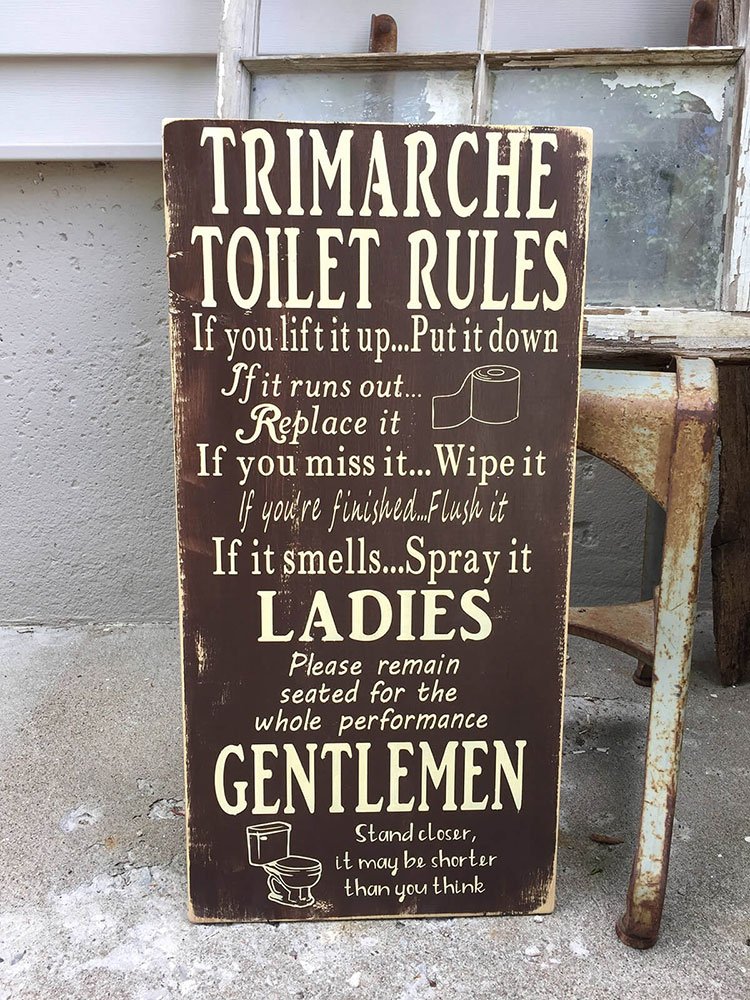 TRIMARCHE
TOILET RULES
If you lift it up...Put it down
If it runs out...
Replace it
If you miss it...Wipe it
If you're finished...Flush it
If it smells...Spray it
LADIES
Please remain
seated for the
whole performance
GENTLEMEN
Stand closer,
it may be shorter
than you think